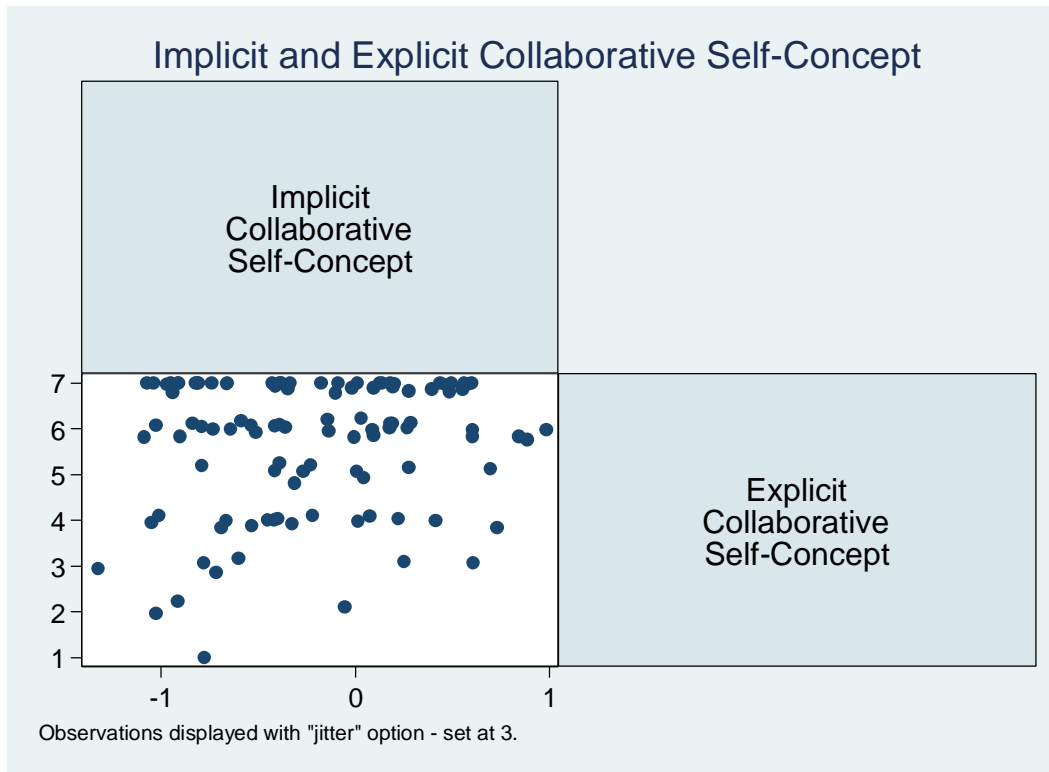 Implicit and Explicit Collaborative Self-Concept
Implicit
Collaborative
Self-Concept
7
6
5
4
3
2
1
Explicit
Collaborative
Self-Concept
-1 0 1
Observations displayed with "jitter" option - set at 3.